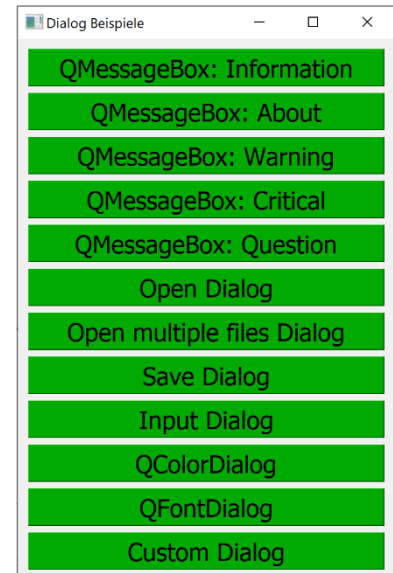 Dialog Beispiele
QMessageBox: Information
QMessageBox: About
QMessageBox: Warning
QMessageBox: Critical
QMessageBox: Question
Open Dialog
Open multiple files Dialog
Save Dialog
Input Dialog
QColorDialog
QFontDialog
Custom Dialog